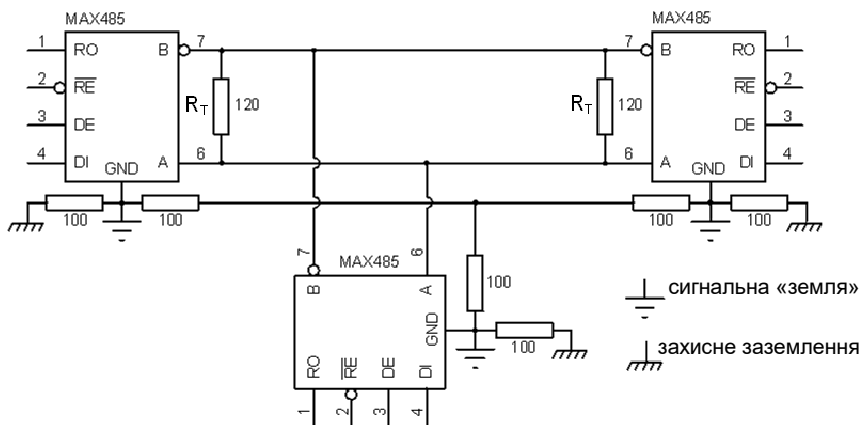 MAX485
MAX485
1
RO
B
7
7
B
RO
1
2
RE
RT
120
RT
120
RE
2
3
DE
DE
3
4
DI
A
6
6
A
DI
4
GND
GND
100
100
100
100
7
6
MAX485
B
A
100
GND
100
RO
RE
DE
DI
1
2
3
4
сигнальна «земля»
захисне заземлення